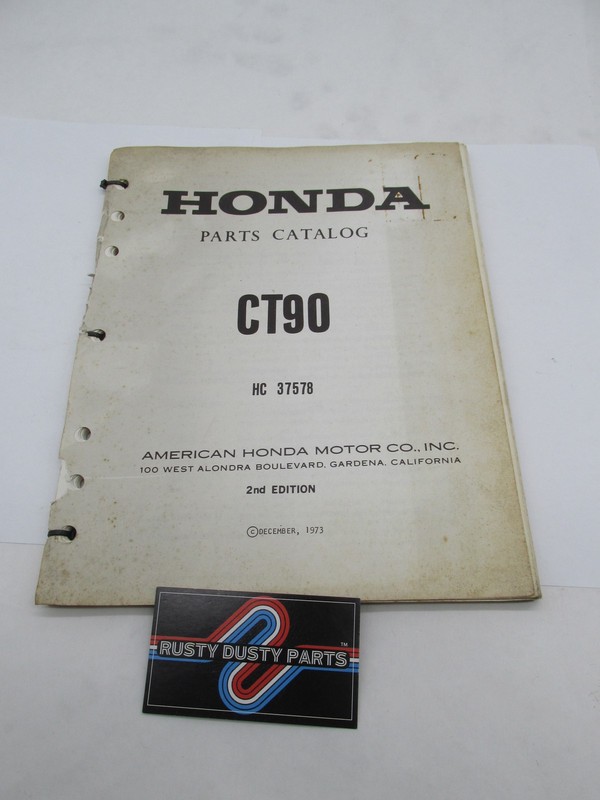 HONDA
PARTS CATALOG
CT90
HC 37578
AMERICAN HONDA MOTOR CO., INC.
100 WEST ALONDRA BOULEVARD, GARDENA, CALIFORNIA
2nd EDITION
©DECEMBER, 1973
RUSTY DUSTY PARTS™